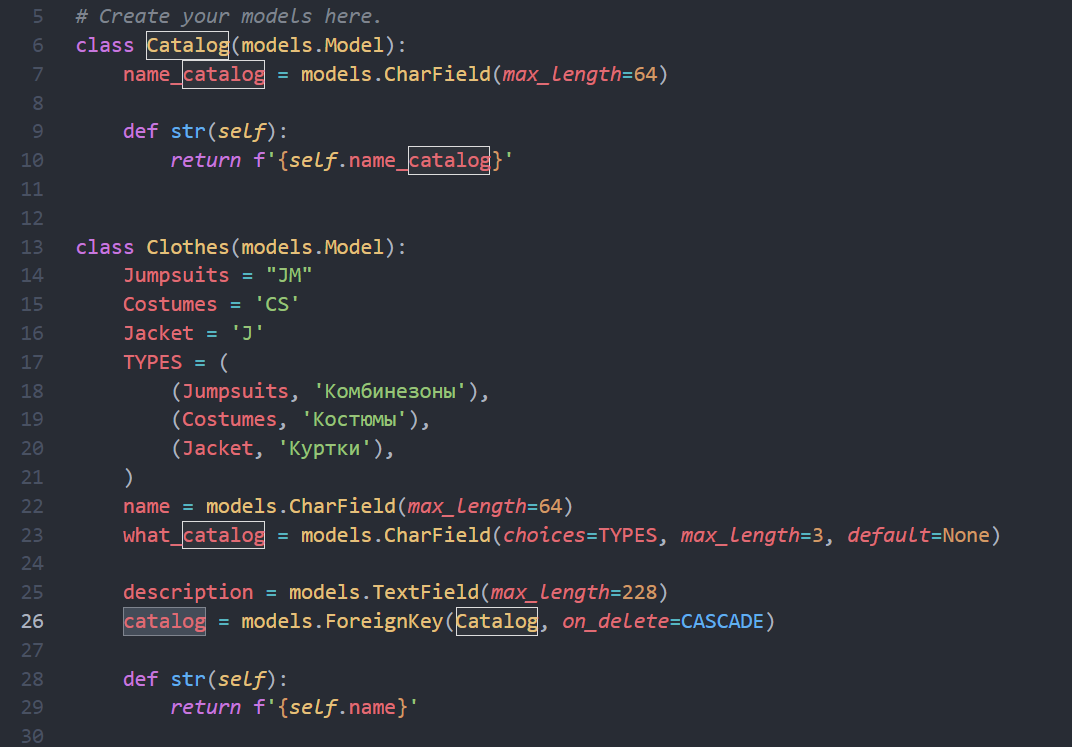 5 # Create your models here.
6 class Catalog(models.Model):
7     name_catalog = models.CharField(max_length=64)
8
9     def str(self):
10         return f'{self.name_catalog}'
11
12
13 class Clothes(models.Model):
14     Jumpsuits = "JM"
15     Costumes = 'CS'
16     Jacket = 'J'
17     TYPES = (
18         (Jumpsuits, 'Комбинезоны'),
19         (Costumes, 'Костюмы'),
20         (Jacket, 'Куртки'),
21     )
22     name = models.CharField(max_length=64)
23     what_catalog = models.CharField(choices=TYPES, max_length=3, default=None)
24
25     description = models.TextField(max_length=228)
26     catalog = models.ForeignKey(Catalog, on_delete=CASCADE)
27
28     def str(self):
29         return f'{self.name}'
30